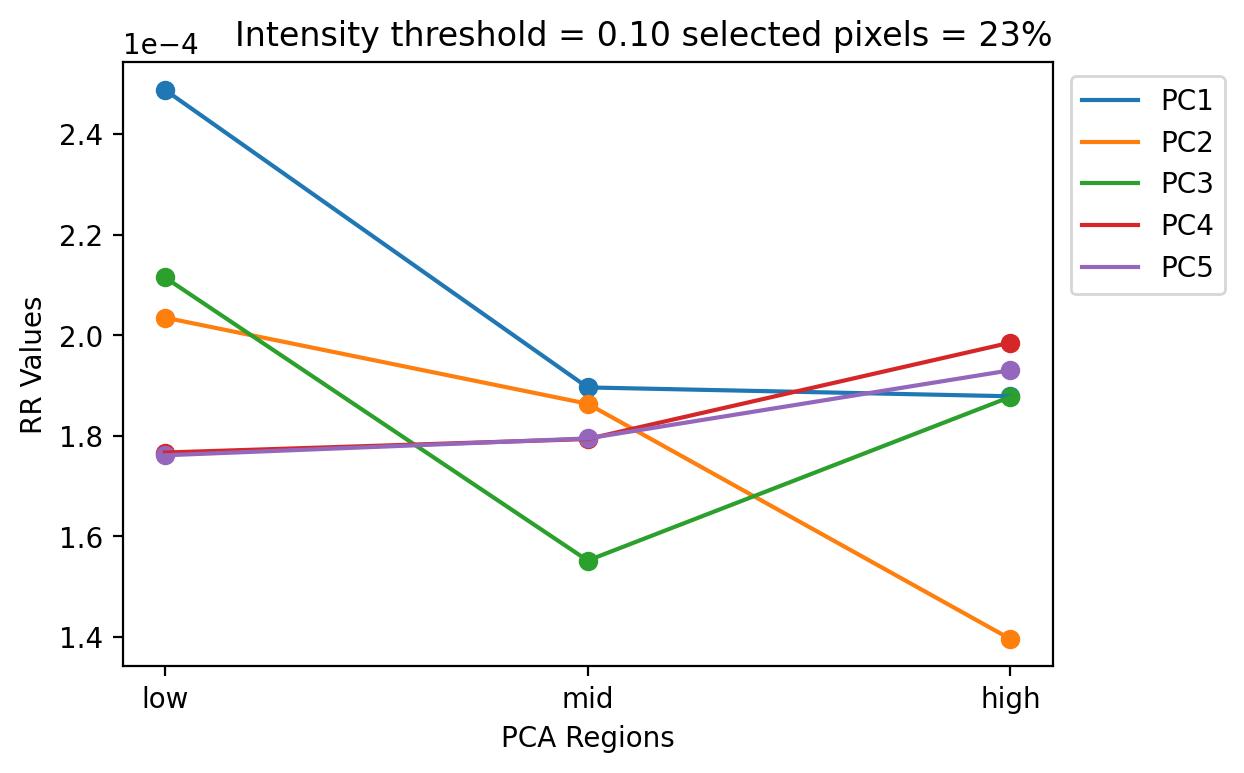 Intensity threshold = 0.10 selected pixels = 23%
1e−4
2.4
2.2
2.0
1.8
1.6
1.4
RR Values
low mid high
PCA Regions
PC1
PC2
PC3
PC4
PC5